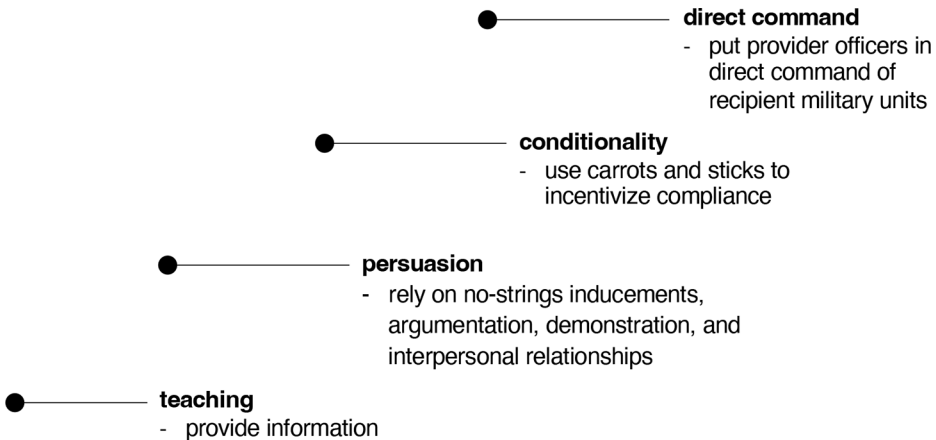 direct command
- put provider officers in
direct command of
recipient military units
conditionality
- use carrots and sticks to
incentivize compliance
persuasion
- rely on no-strings inducements,
argumentation, demonstration, and
interpersonal relationships
teaching
- provide information